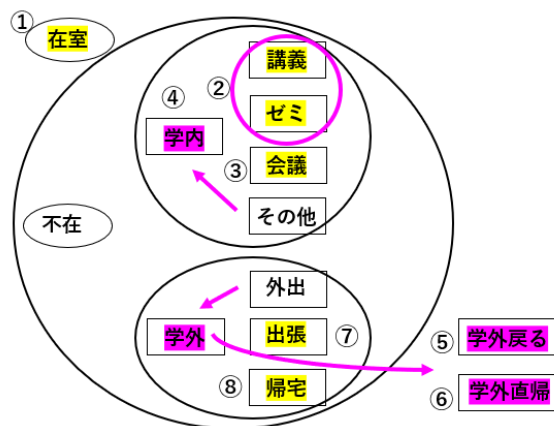 ① 在室
講義
②
ゼミ
④
学内
③ 会議
その他
不在
外出
学外
出張 ⑦
⑤ 学外戻る
⑧ 帰宅
⑥ 学外直帰